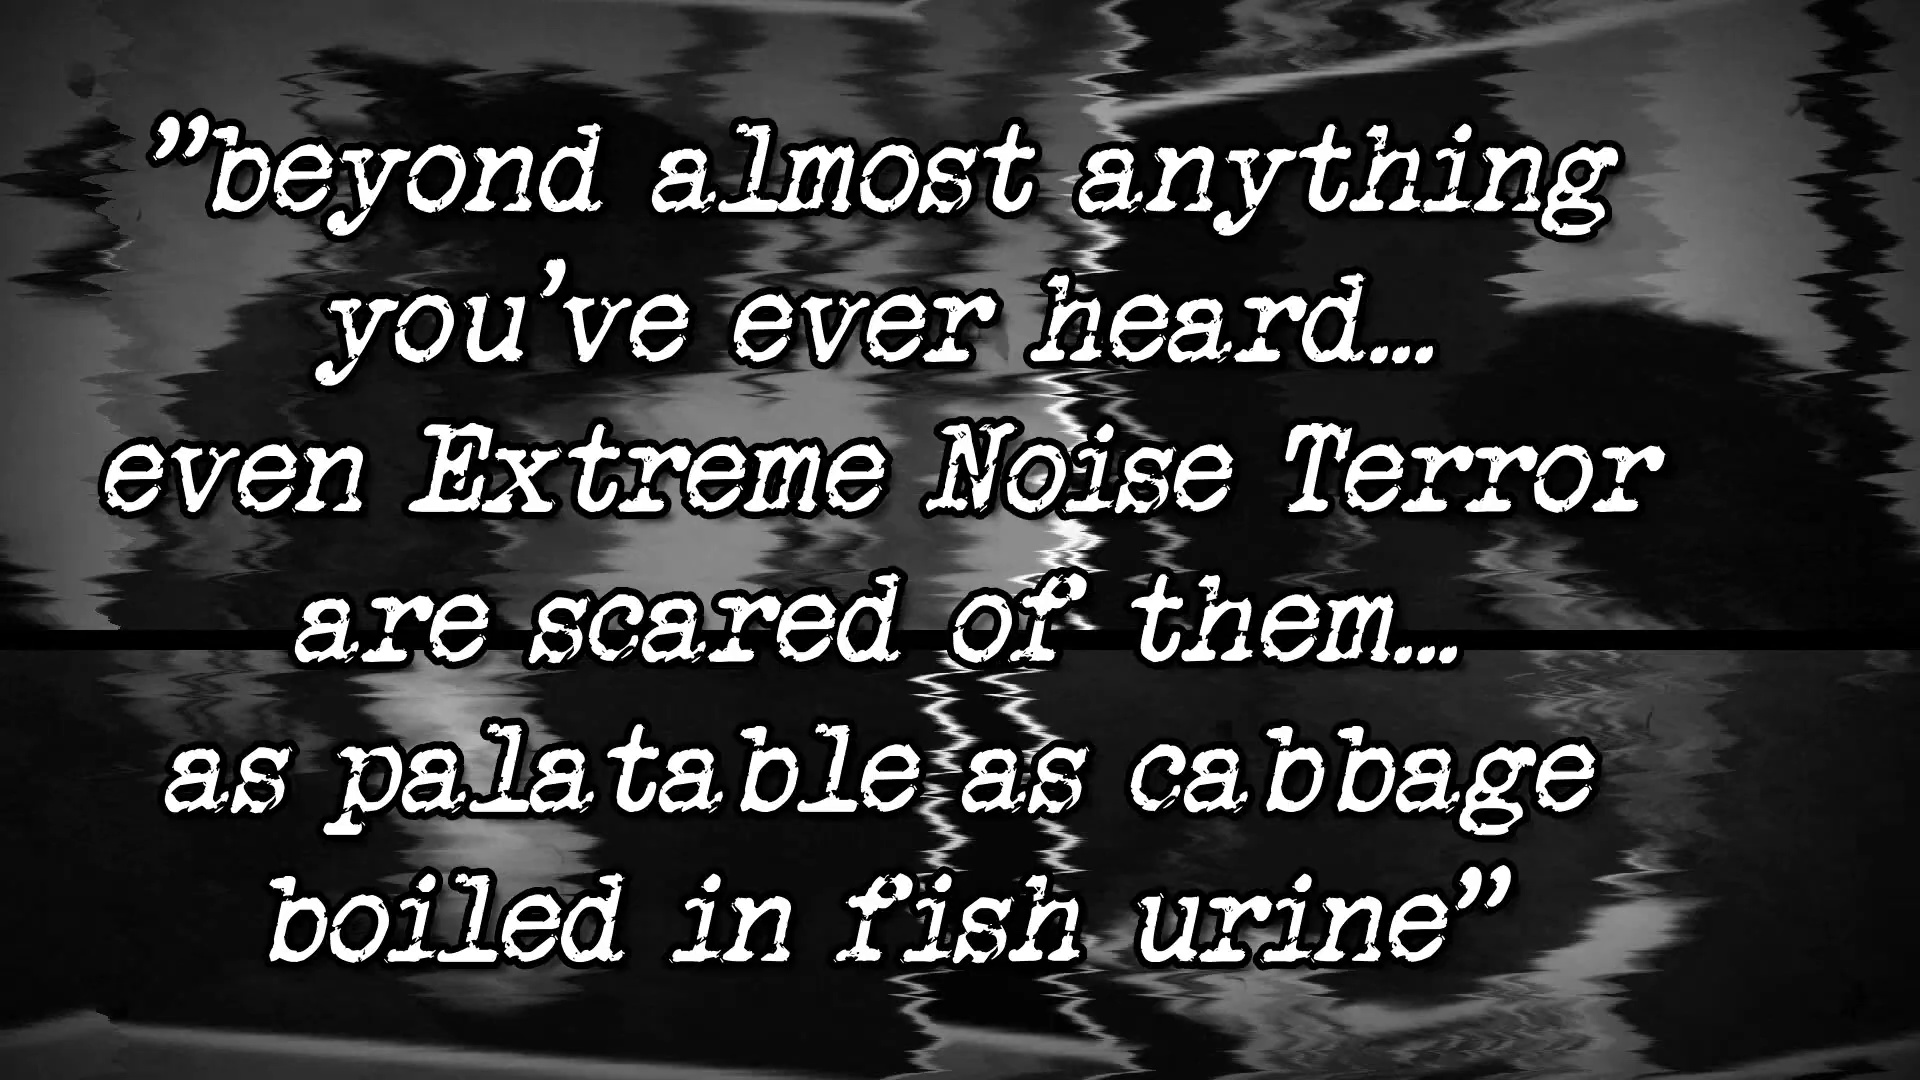 ”beyond almost anything
you’ve ever heard...
even Extreme Noise Terror
are scared of them...
as palatable as cabbage
boiled in fish urine”